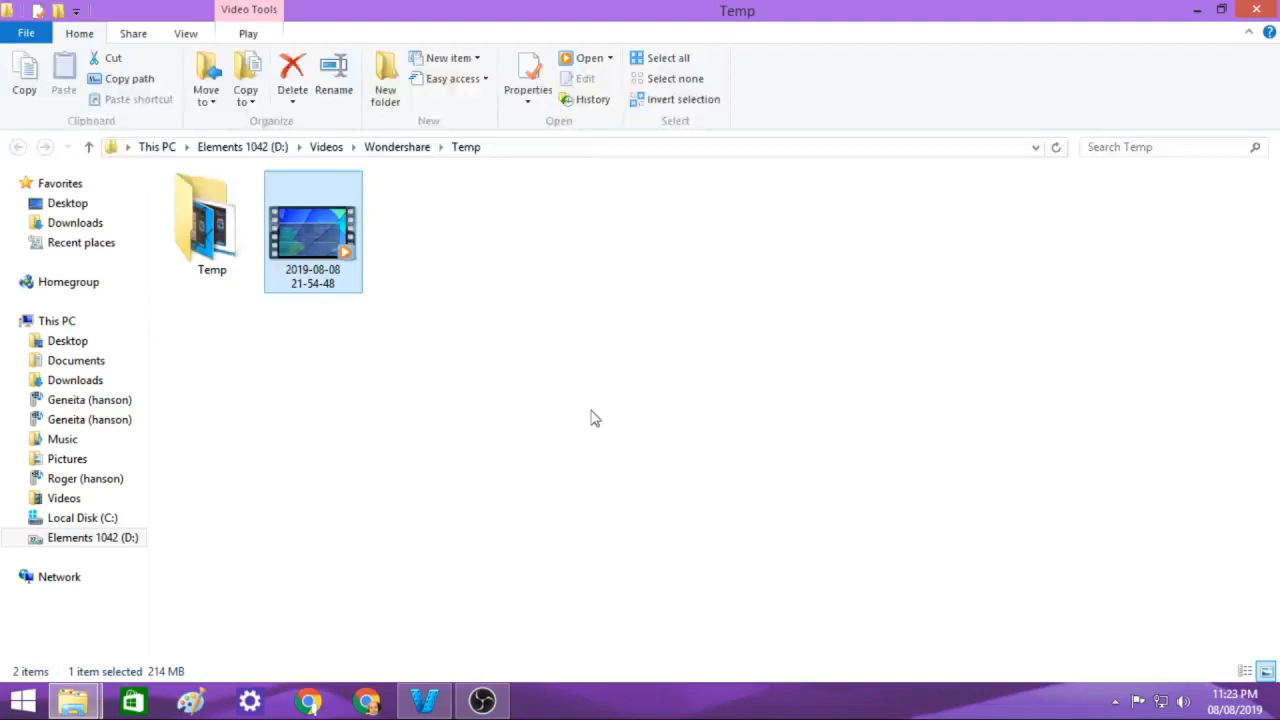 Video Tools
Temp
File
Home
Share
View
Play
Copy
Paste
Cut
Copy path
Paste shortcut
Clipboard
Move to
Copy to
Delete
Rename
Organize
New folder
New item
Easy access
New
Properties
Open
Edit
History
Open
Select all
Select none
Invert selection
Select
This PC
Elements 1042 (D:)
Videos
Wondershare
Temp
Search Temp
Favorites
Desktop
Downloads
Recent places
Homegroup
This PC
Desktop
Documents
Downloads
Geneita (hanson)
Geneita (hanson)
Music
Pictures
Roger (hanson)
Videos
Local Disk (C:)
Elements 1042 (D:)
Network
Temp
2019-08-08
21-54-48
2 items
1 item selected 214 MB
11:23 PM
08/08/2019